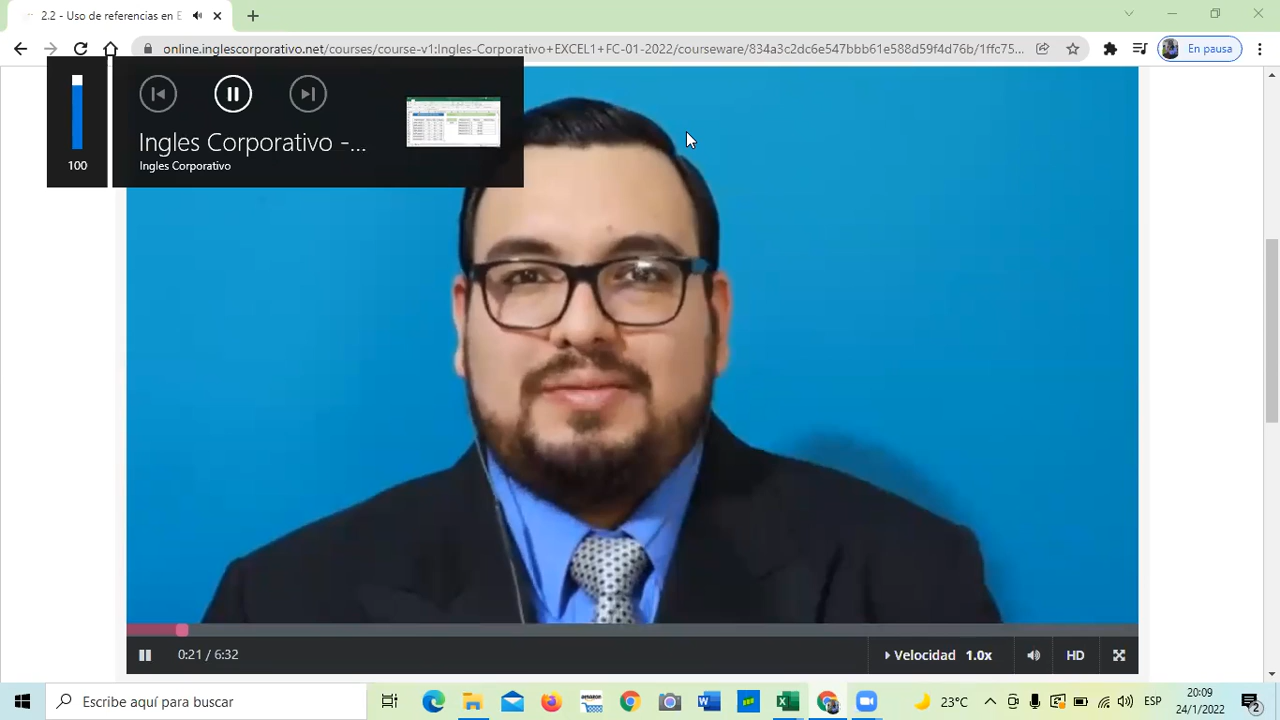 2.2 - Uso de referencias en E
online.inglescorporativo.net/courses/course-v1:Ingles-Corporativo+EXCEL1+FC-01-2022/courseware/
En pausa
100
Ingles Corporativo -...
Ingles Corporativo
0:21 / 6:32
Velocidad 1.0x
HD
Escribe aquí para buscar
amazon
23°C
ESP
20:09
24/1/2022
2